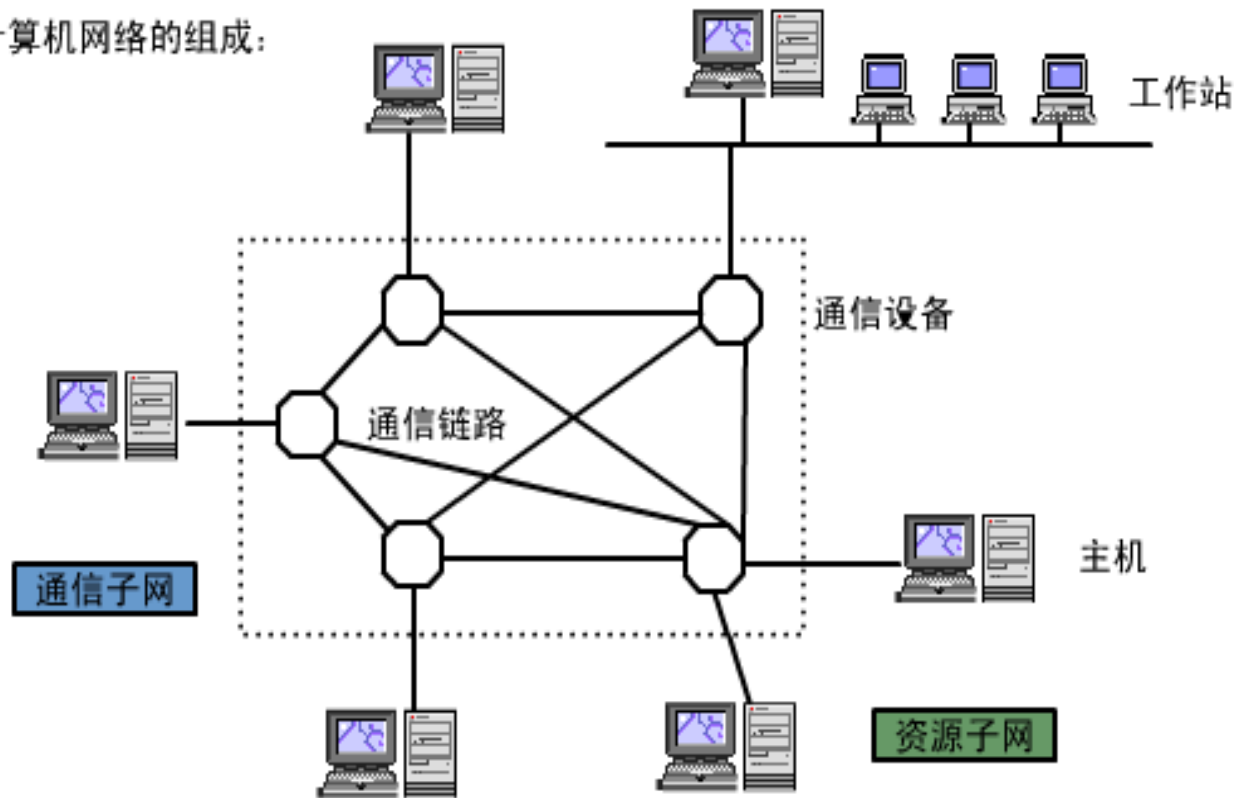 算机网络的组成：
工作站
通信设备
通信链路
主机
通信子网
资源子网